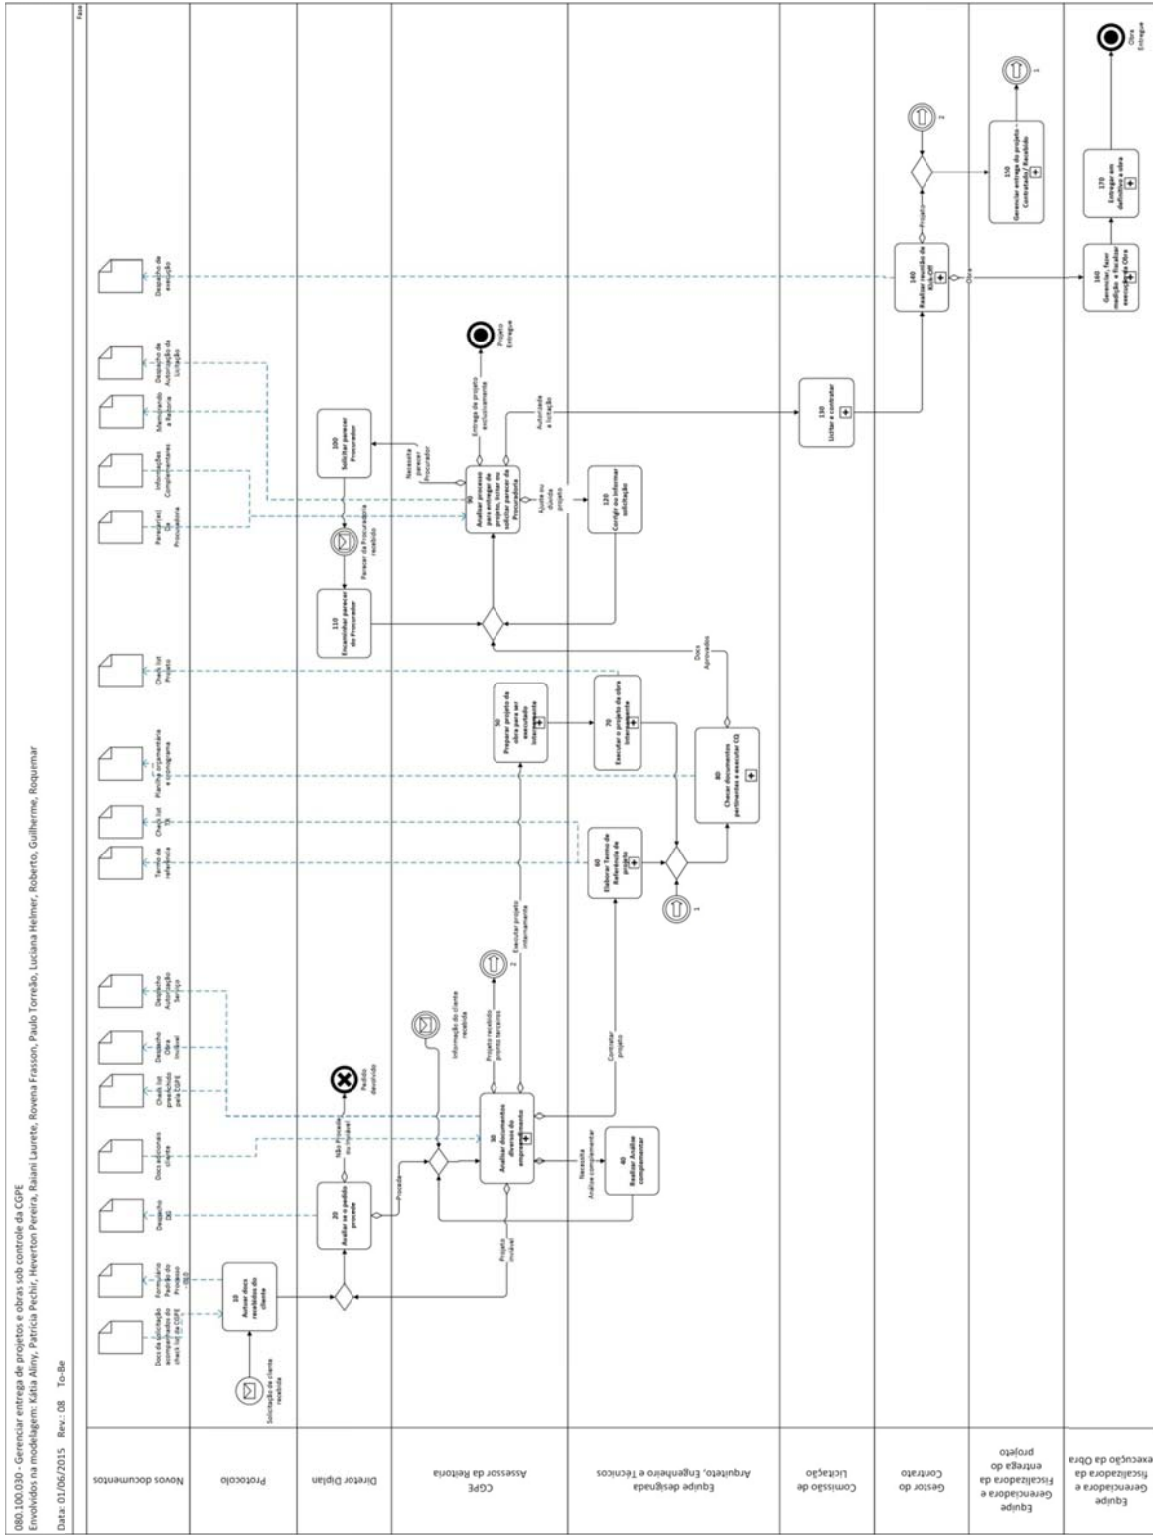 080.100.030 - Gerenciar entrega de projetos e obras sob controle da CGPE
Envolvidos na modelagem: Kátia Aliny, Patrícia Pechir, Heverton Pereira, Raiani Laurete, Rovena Frasson, Paulo Torreão, Luciana Helmer, Roberto, Guilherme, Roquemar
Data: 01/06/2015 Rev.: 08 To-Be
Fase
Novos documentos
Docs da solicitação
acompanhados do
check list da CGPE
Formulário
Padrão do
Processo
Despacho
DG
Docs adicionais
cliente
Check list
preenchido
pela CGPE
Despacho
Obra
inviável
Despacho
Autorização
Serviço
Termo de
referência
Check list
TR
Planilha orçamentária
e cronograma
Check list
Projeto
Parecer(es)
Da
Procuradoria
Informações
Complementares
Memorando
a Reitoria
Despacho de
Autorização da
Licitação
Despacho de
execução
Protocolo
Solicitação de cliente
recebida
10
Autuar docs
recebidos do
cliente
Diretor Diplan
20
Avaliar se o pedido
procede
Não Procede
ou Inviável
Pedido
devolvido
Procede
110
Encaminhar parecer
do Procurador
Parecer da Procuradoria
recebido
100
Solicitar parecer
Procurador
CGPE
Assessor da Reitoria
Projeto
inviável
30
Analisar documentos
diversos do
empreendimento
Informação do cliente
recebida
Projeto recebido
pronto terceiros
2
Executar projeto
internamente
50
Preparar projeto da
obra para ser
executado
internamente
90
Analisar processo
para entregar de
projeto, licitar ou
solicitar parecer da
Procuradoria
Necessita
parecer
Procurador
Entrega de projeto
exclusivamente
Projeto
Entregue
Autorizada
a licitação
Ajuste ou
dúvida
projeto
Equipe designada
Arquiteto, Engenheiro e Técnicos
Necessita
Análise complementar
40
Realizar Análise
complementar
Contratar
projeto
60
Elaborar Termo de
Referência de
projeto
1
70
Executar o projeto de obra
internamente
80
Checar documentos
pertinentes e executar CQ
Docs
Aprovados
120
Corrigir ou Informar
solicitação
Comissão de
Licitação
130
Licitar e contratar
Gestor do
Contrato
140
Realizar reunião de
Kick-Off
Projeto
2
Obra
Equipe
Gerenciadora e
Fiscalizadora da
entrega do
projeto
150
Gerenciar entrega do projeto -
Contratado / Recebido
1
Equipe
Gerenciadora e
fiscalizadora da
execução da Obra
160
Gerenciar, fazer
medição e fiscalizar
execução da Obra
170
Entregar em
definitivo a obra
Obra
Entregue